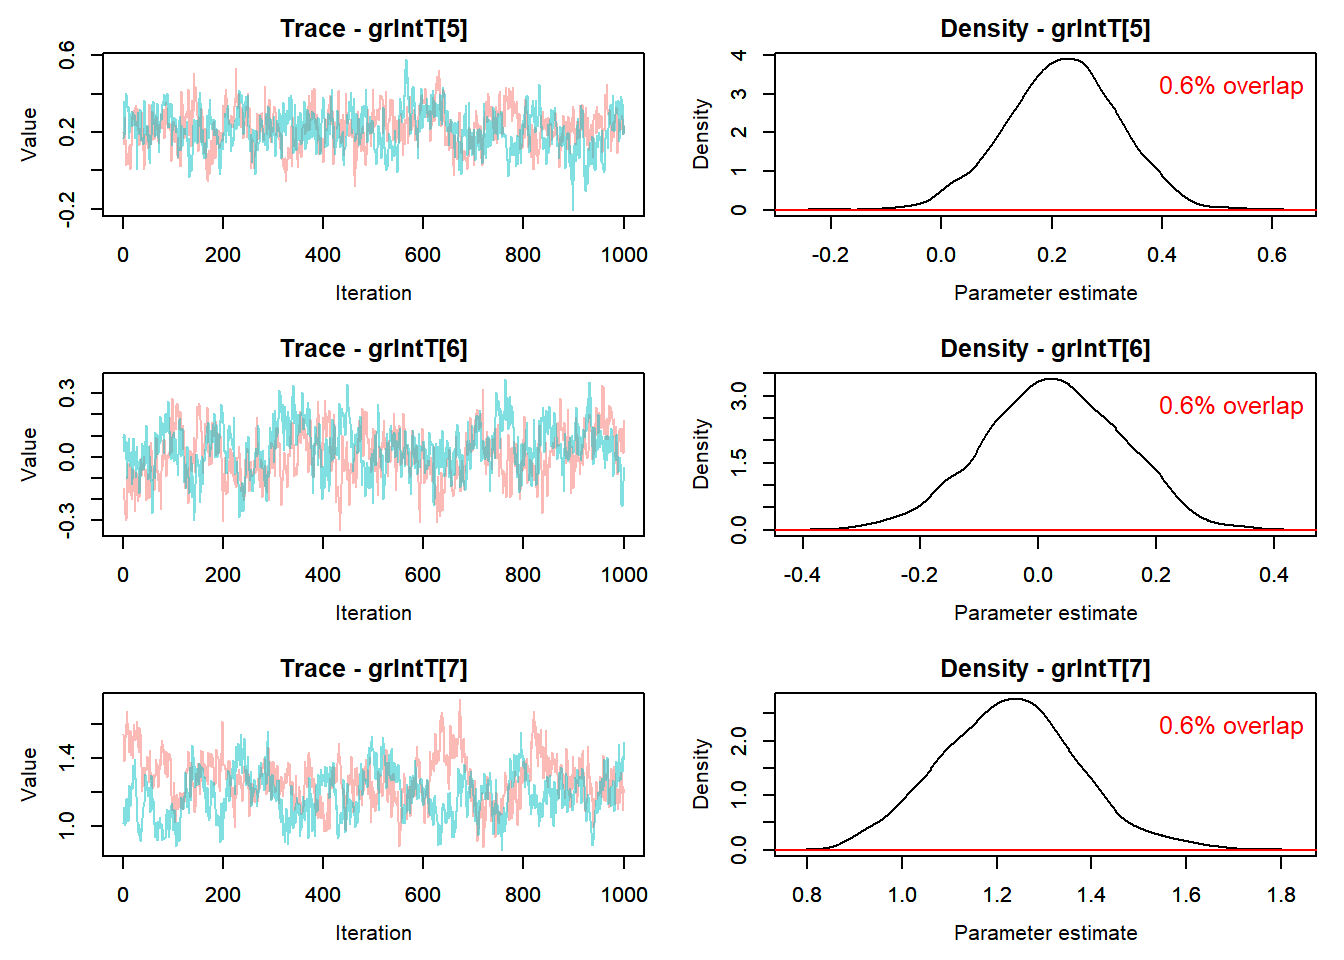 Trace - grIntT[5]
Value
-0.2 0.2 0.6
0 200 400 600 800 1000
Iteration
Density - grIntT[5]
0.6% overlap
Density
0 1 2 3 4
-0.2 0.0 0.2 0.4 0.6
Parameter estimate
Trace - grIntT[6]
Value
-0.3 0.0 0.3
0 200 400 600 800 1000
Iteration
Density - grIntT[6]
0.6% overlap
Density
0.0 1.5 3.0
-0.4 -0.2 0.0 0.2 0.4
Parameter estimate
Trace - grIntT[7]
Value
1.0 1.4
0 200 400 600 800 1000
Iteration
Density - grIntT[7]
0.6% overlap
Density
0.0 1.0 2.0
0.8 1.0 1.2 1.4 1.6 1.8
Parameter estimate